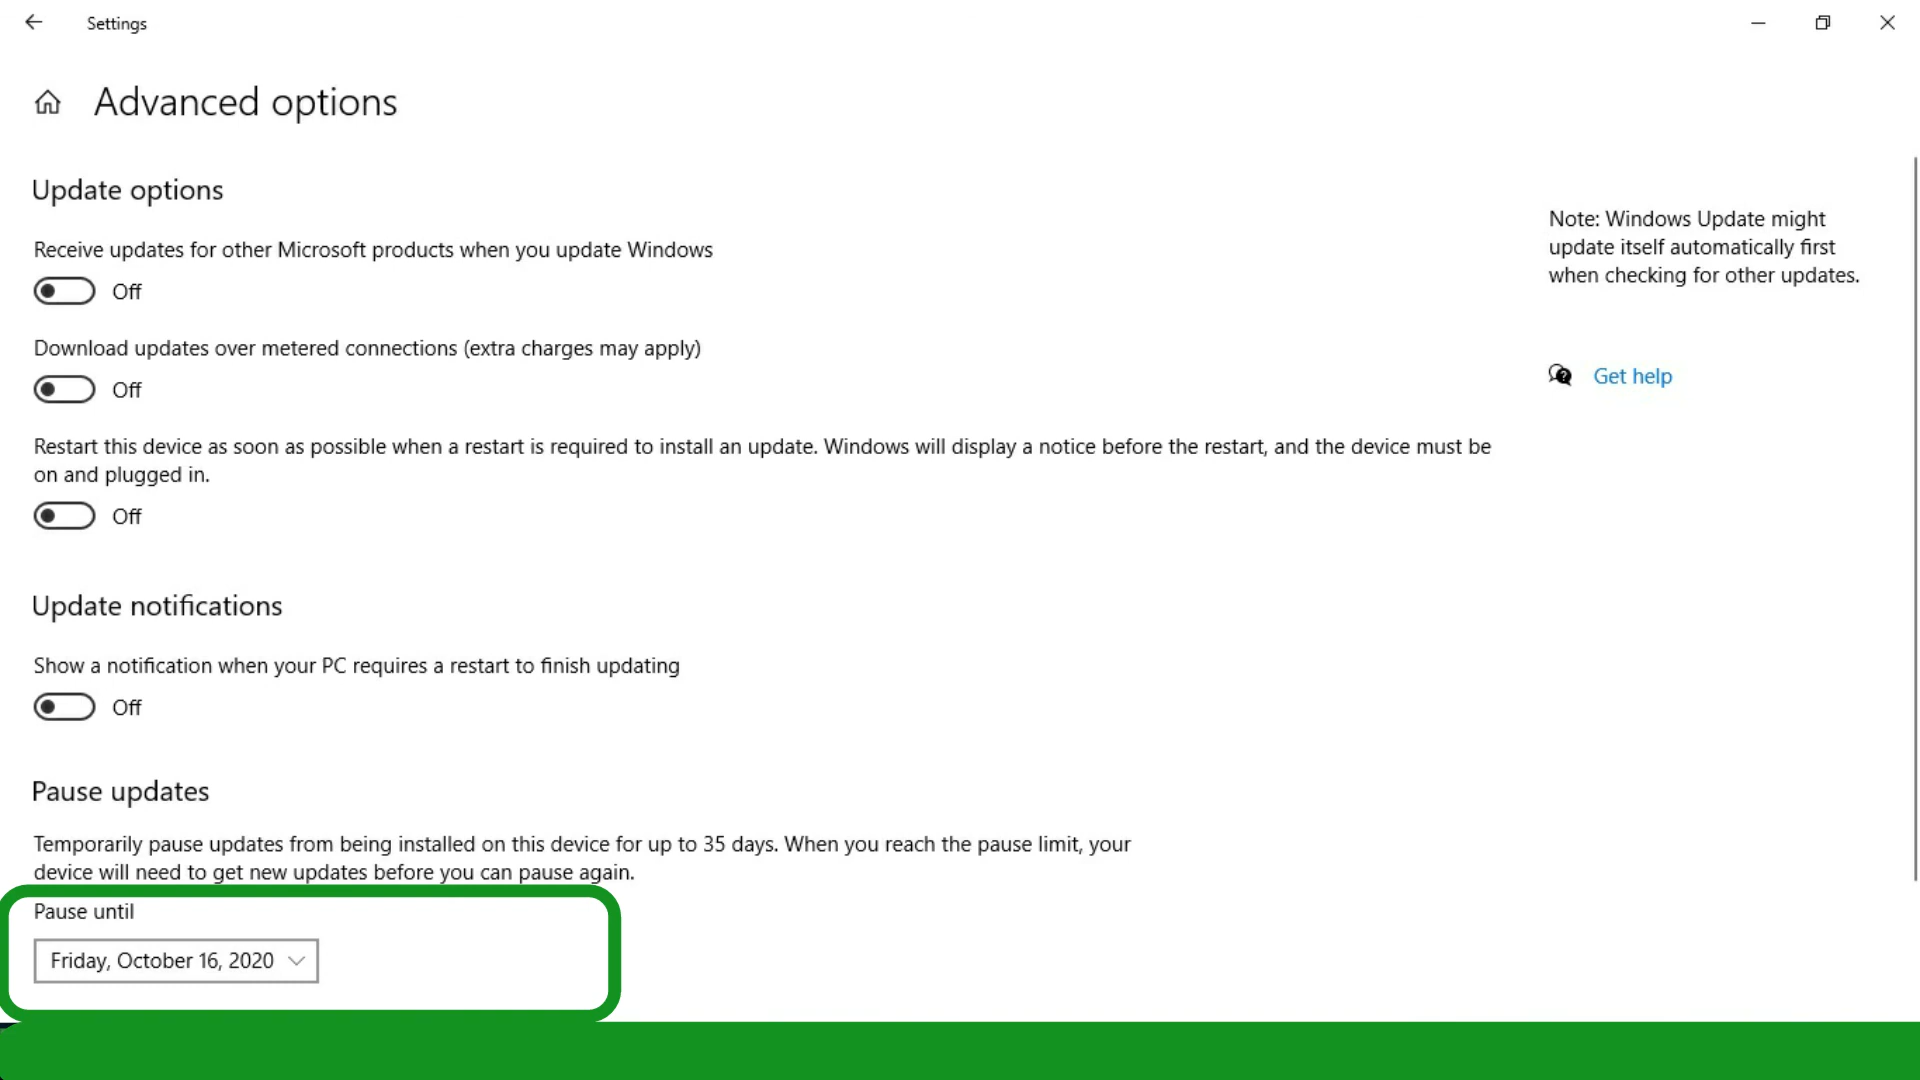 Settings
Advanced options
Update options
Receive updates for other Microsoft products when you update Windows
Off
Download updates over metered connections (extra charges may apply)
Off
Restart this device as soon as possible when a restart is required to install an update. Windows will display a notice before the restart, and the device must be
on and plugged in.
Off
Update notifications
Show a notification when your PC requires a restart to finish updating
Off
Pause updates
Temporarily pause updates from being installed on this device for up to 35 days. When you reach the pause limit, your
device will need to get new updates before you can pause again.
Pause until
Friday, October 16, 2020
Note: Windows Update might
update itself automatically first
when checking for other updates.
Get help